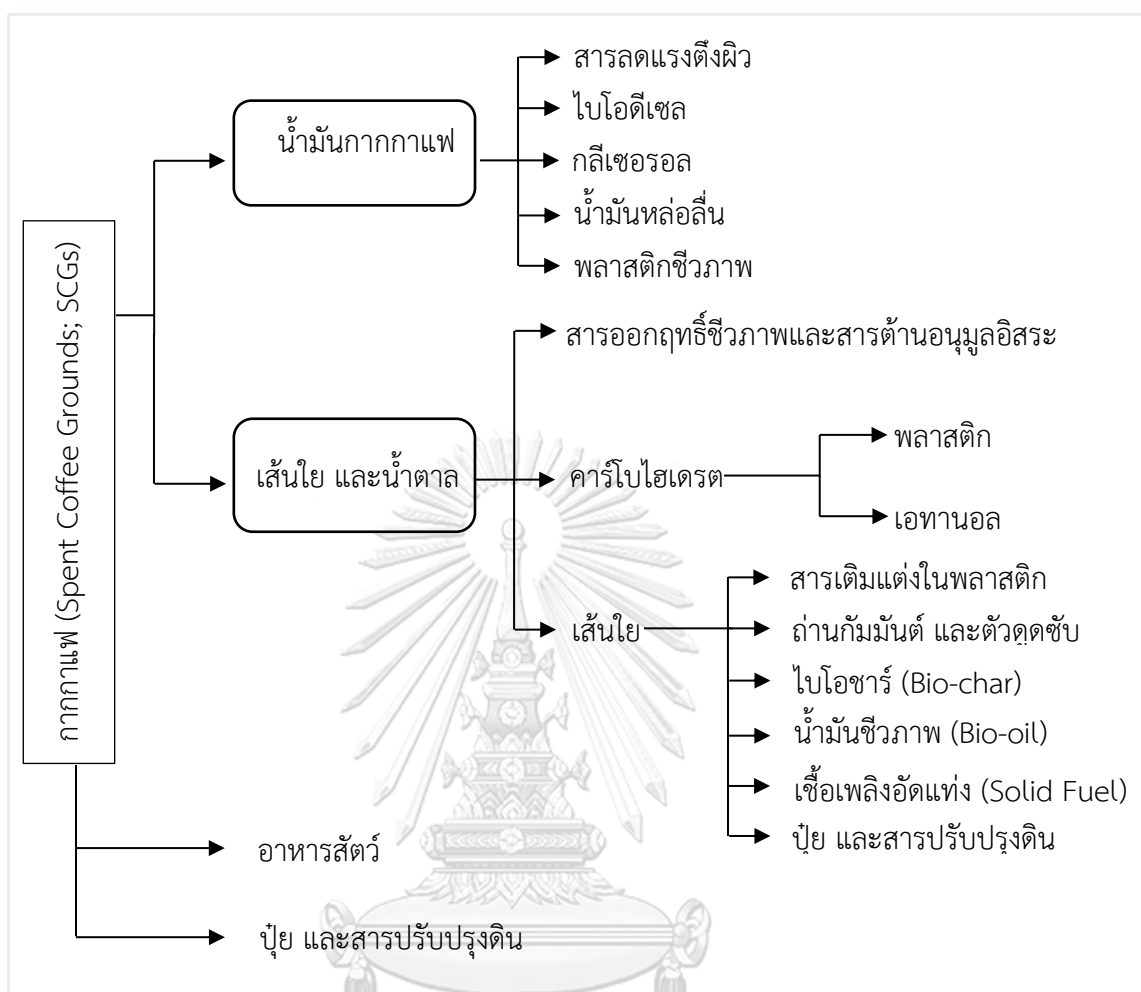 กากกาแฟ (Spent Coffee Grounds; SCGs)
น้ำมันกากกาแฟ
สารลดแรงตึงผิว
ไบโอดีเซล
กลีเซอรอล
น้ำมันหล่อลื่น
พลาสติกชีวภาพ
เส้นใย และน้ำตาล
สารออกฤทธิ์ชีวภาพและสารต้านอนุมูลอิสระ
คาร์โบไฮเดรต
พลาสติก
เอทานอล
เส้นใย
สารเติมแต่งในพลาสติก
ถ่านกัมมันต์ และตัวดูดซับ
ไบโอชาร์ (Bio-char)
น้ำมันชีวภาพ (Bio-oil)
เชื้อเพลิงอัดแท่ง (Solid Fuel)
ปุ๋ย และสารปรับปรุงดิน
อาหารสัตว์
ปุ๋ย และสารปรับปรุงดิน